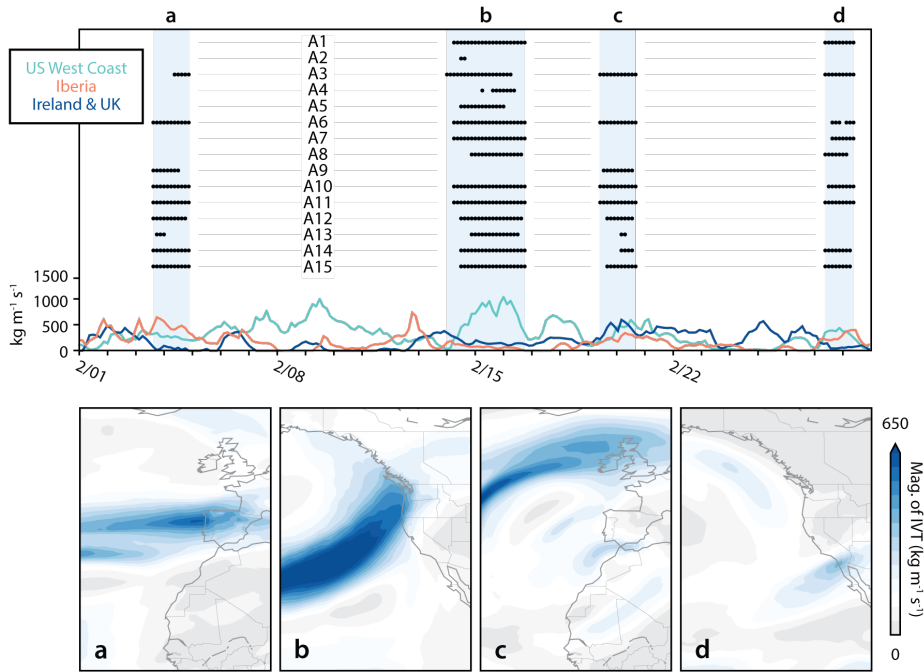 a b c d
US West Coast
Iberia
Ireland & UK
A1
A2
A3
A4
A5
A6
A7
A8
A9
A10
A11
A12
A13
A14
A15
1500
1000
500
0
kg m⁻¹ s⁻¹
2/01 2/08 2/15 2/22
650
Mag. of IVT (kg m⁻¹ s⁻¹)
0
a b c d